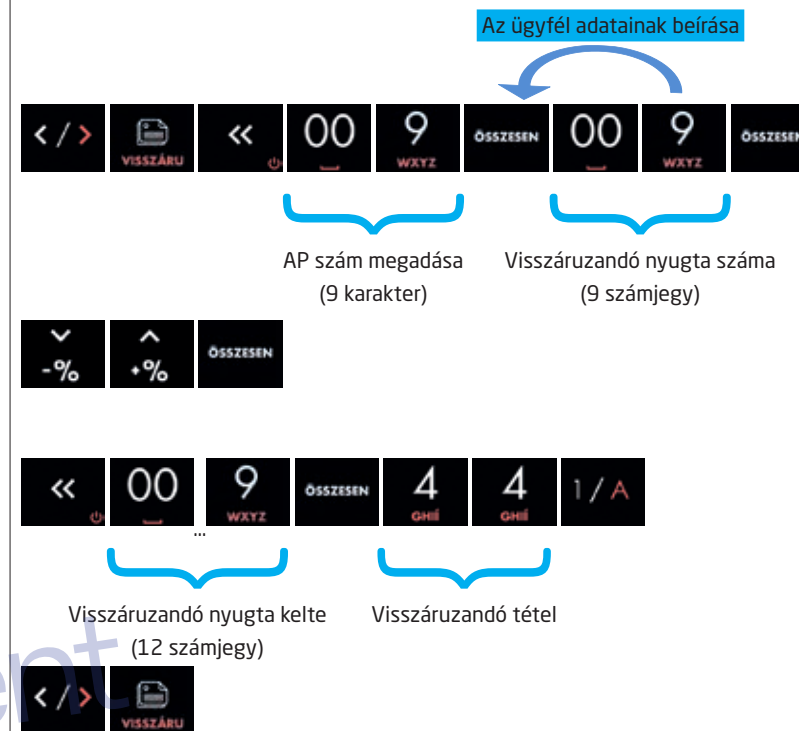 Az ügyfél adatainak beírása
< / > VISSZÁRU << 00 9 WXYZ ÖSSZESEN 00 9 WXYZ ÖSSZESEN
AP szám megadása Visszáruzandó nyugta száma
(9 karakter) (9 számjegy)
-% +% ÖSSZESEN
<< 00 9 WXYZ ÖSSZESEN 4 GHIÍ 4 GHIÍ 1 / A
...
Visszáruzandó nyugta kelte Visszáruzandó tétel
(12 számjegy)
ent
< / > VISSZÁRU